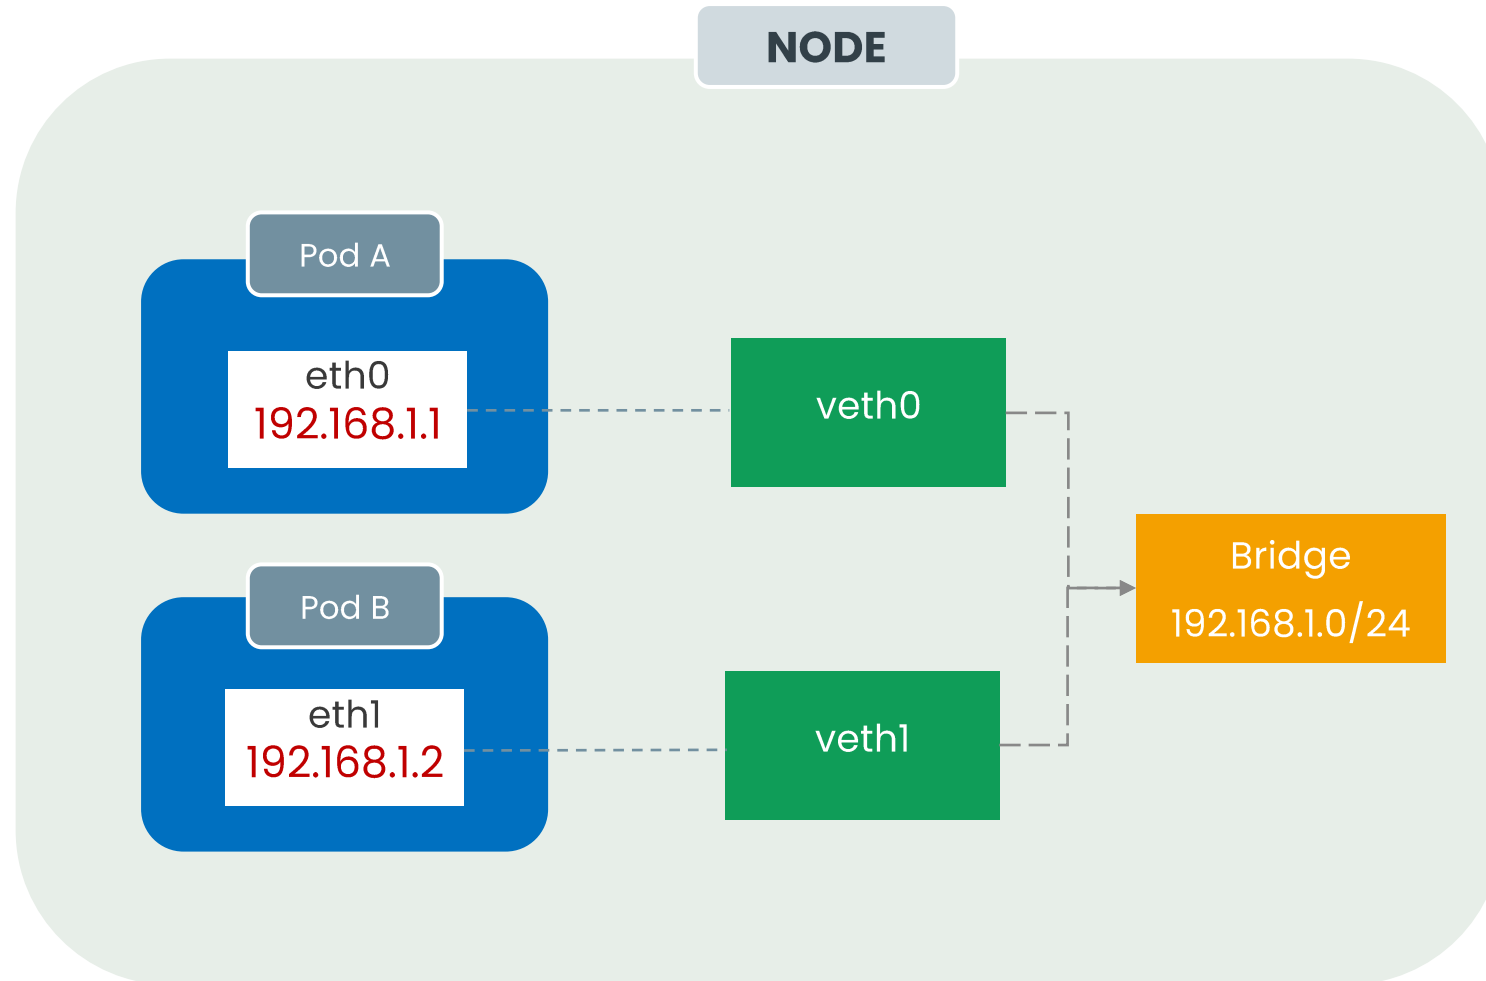 NODE
Pod A
eth0
192.168.1.1
veth0
Bridge
192.168.1.0/24
Pod B
eth1
192.168.1.2
veth1